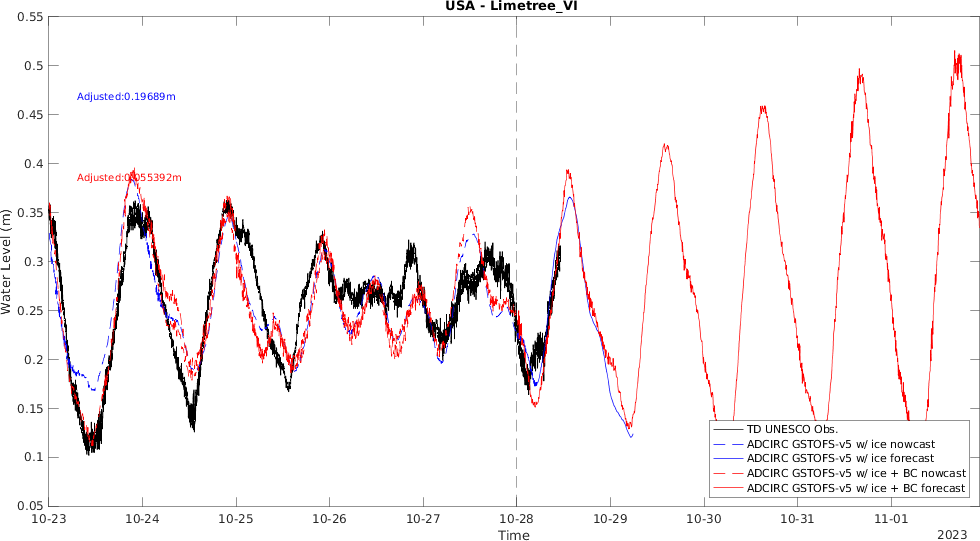 USA - Limetree_VI
0.55
0.5
0.45
0.4
0.35
0.3
0.25
0.2
0.15
0.1
0.05
Water Level (m)
Adjusted:0.19689m
Adjusted:0.055392m
TD UNESCO Obs.
ADCIRC GSTOFS-v5 w/ ice nowcast
ADCIRC GSTOFS-v5 w/ ice forecast
ADCIRC GSTOFS-v5 w/ ice + BC nowcast
ADCIRC GSTOFS-v5 w/ ice + BC forecast
10-23 10-24 10-25 10-26 10-27 10-28 10-29 10-30 10-31 11-01
Time
2023